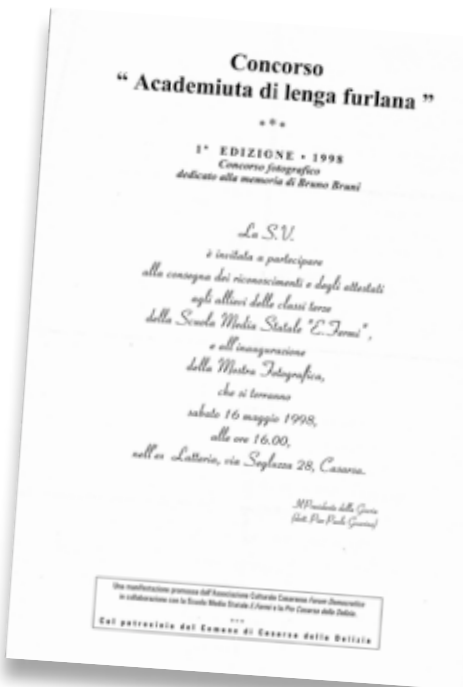 Concorso
“ Academiuta di lenga furlana ”
***
1ª EDIZIONE • 1998
Concorso fotografico
dedicato alla memoria di Bruno Bruni
La S.V.
è invitata a partecipare
alla consegna dei riconoscimenti e degli attestati
agli allievi delle classi terze
della Scuola Media Statale "E. Fermi",
e all'inaugurazione
della Mostra Fotografica,
che si terranno
sabato 16 maggio 1998,
alle ore 16.00,
nell'ex Latteria, via Segluzza 28, Casarsa.
Il Presidente della Giuria
(dott. Pier Paolo
Una manifestazione promossa dall'Associazione Culturale Casarsese Forum Democratico
in collaborazione con la Scuola Media Statale E.Fermi e la Pro Casarsa della Delizia.
***
Col patrocinio del Comune di Casarsa della Delizia